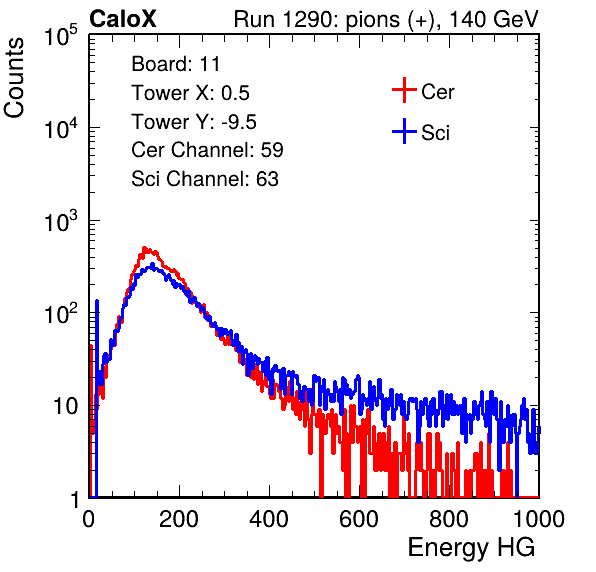 CaloX Run 1290: pions (+), 140 GeV
Counts
Board: 11
Tower X: 0.5
Tower Y: -9.5
Cer Channel: 59
Sci Channel: 63
Cer
Sci
10^5
10^4
10^3
10^2
10
1
0 200 400 600 800 1000
Energy HG